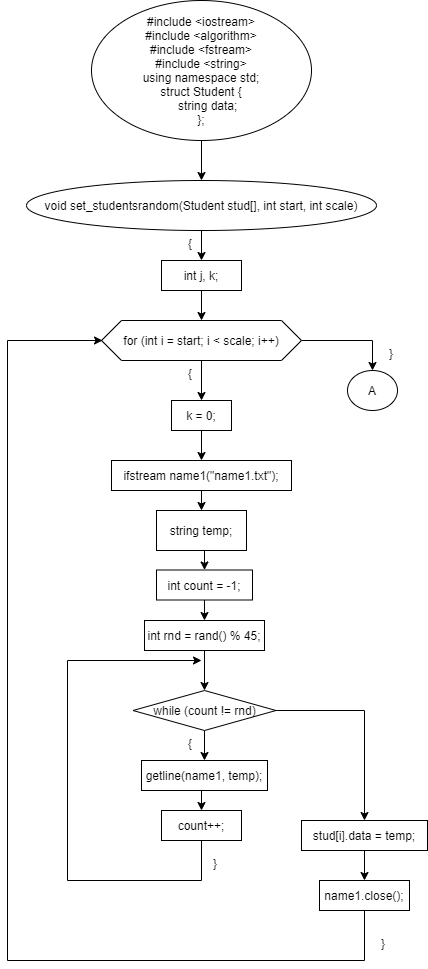 #include <iostream>
#include <algorithm>
#include <fstream>
#include <string>
using namespace std;
struct Student {
string data;
};
void set_studentsrandom(Student stud[], int start, int scale)
{
int j, k;
for (int i = start; i < scale; i++)
}
{
A
k = 0;
ifstream name1("name1.txt");
string temp;
int count = -1;
int rnd = rand() % 45;
while (count != rnd)
{
getline(name1, temp);
count++;
stud[i].data = temp;
}
name1.close();
}